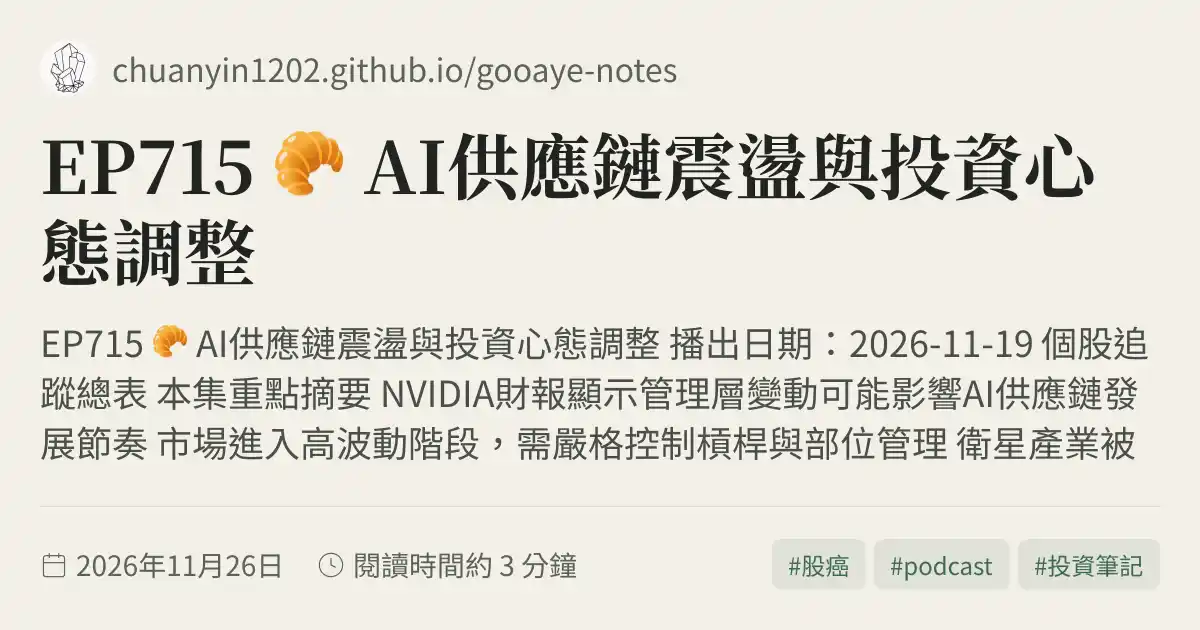 chuanyin1202.github.io/gooaye-notes
EP715 🥐 AI供應鏈震盪與投資心
態調整
EP715 🥐 AI供應鏈震盪與投資心態調整 播出日期：2026-11-19 個股追
蹤總表 本集重點摘要 NVIDIA財報顯示管理層變動可能影響AI供應鏈發
展節奏 市場進入高波動階段，需嚴格控制槓桿與部位管理 衛星產業被
2026年11月26日
閱讀時間約 3 分鐘
#股癌
#podcast
#投資筆記